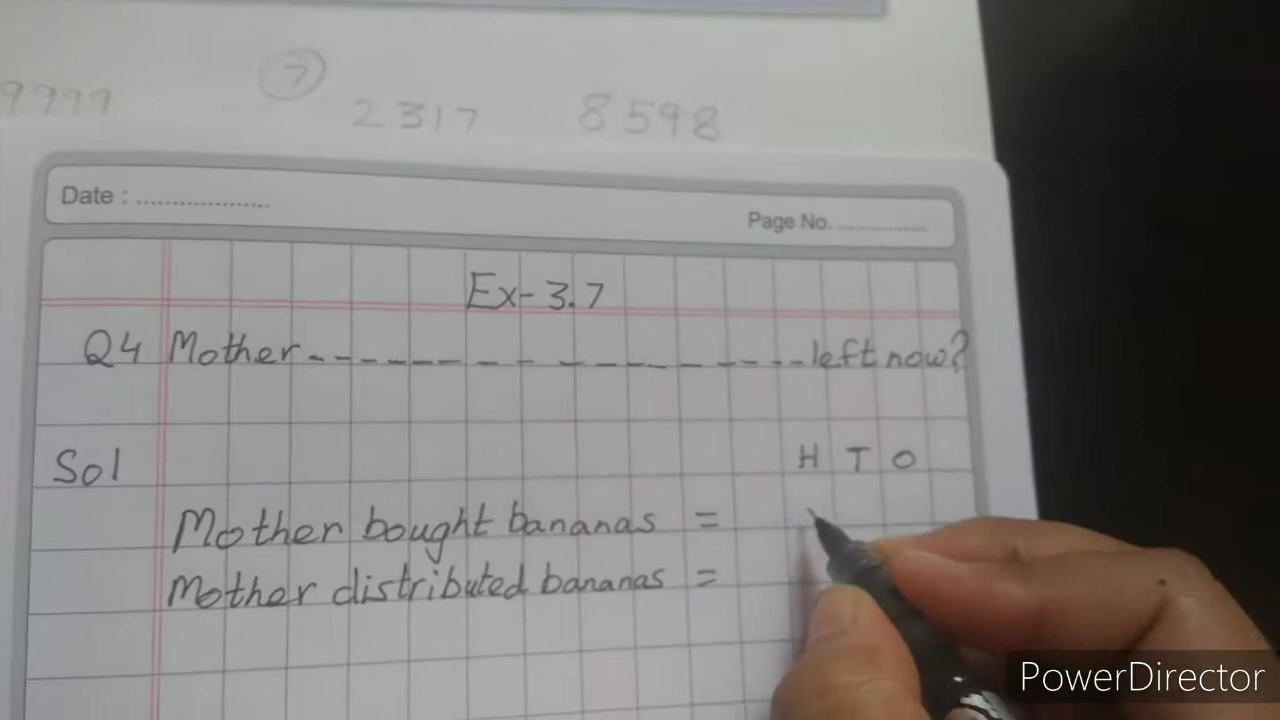 9999 7 2317 8598
Date : ...................
Page No. ...............
Ex- 3.7
Q4 Mother - - - - - - - - - - - - - - - - - left now?
Sol H T O
Mother bought bananas =
Mother distributed bananas =
PowerDirector